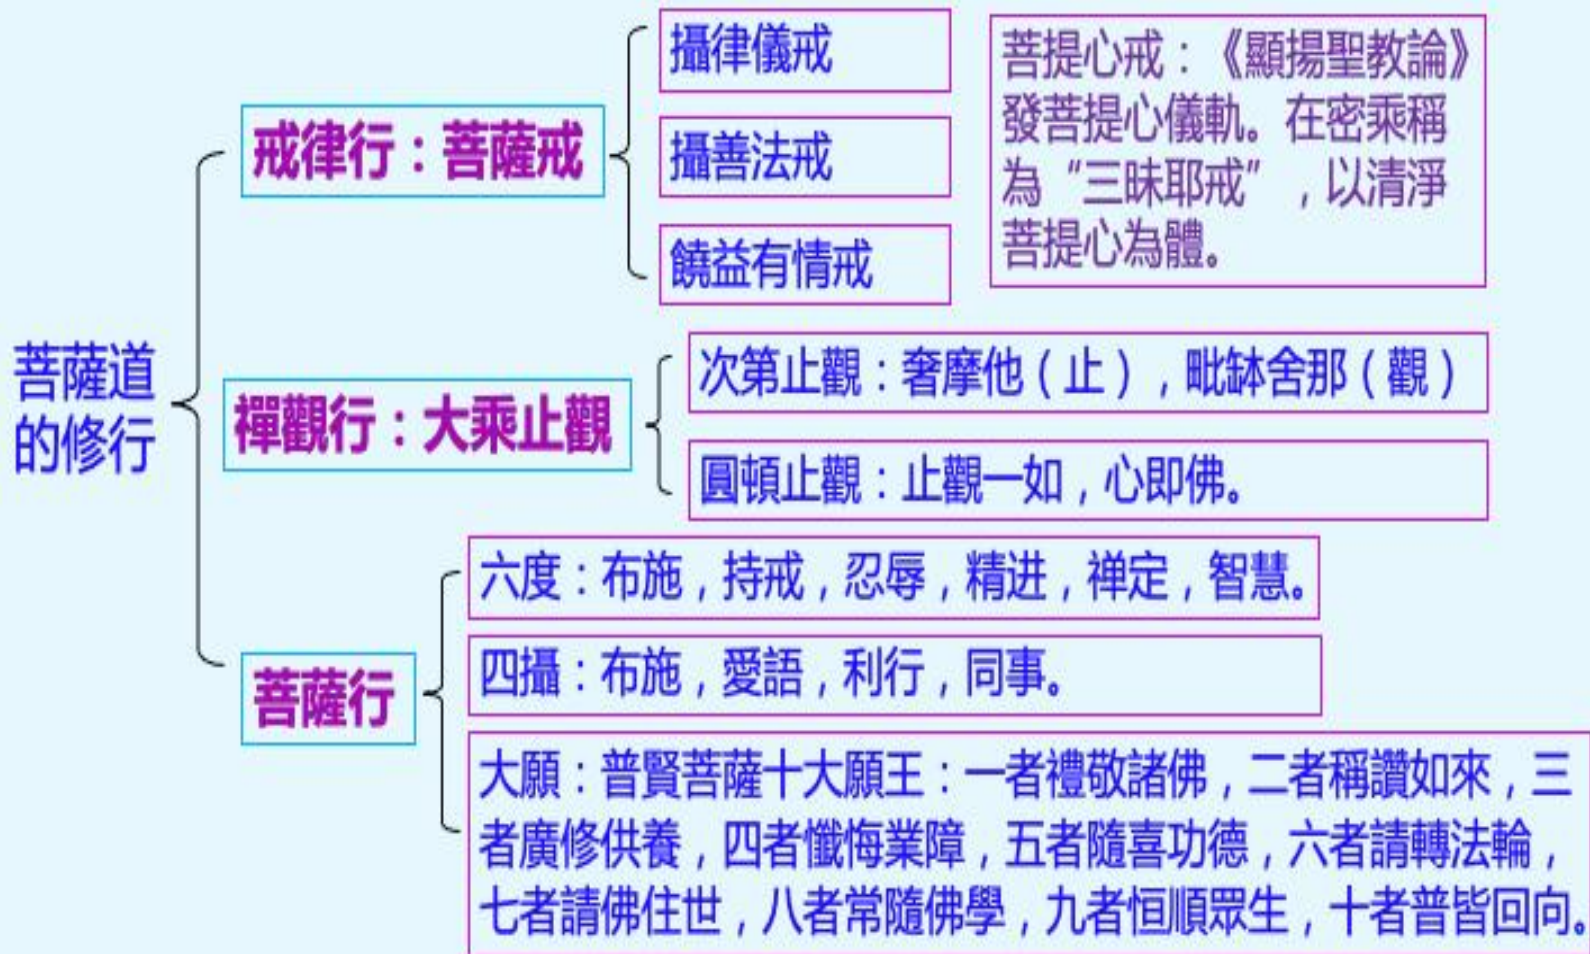 菩薩道
的修行
戒律行：菩薩戒
攝律儀戒
攝善法戒
饒益有情戒
菩提心戒：《顯揚聖教論》
發菩提心儀軌。在密乘稱
為“三昧耶戒”，以清淨
菩提心為體。
禪觀行：大乘止觀
次第止觀：奢摩他（止），毗缽舍那（觀）
圓頓止觀：止觀一如，心即佛。
菩薩行
六度：布施，持戒，忍辱，精进，禅定，智慧。
四攝：布施，愛語，利行，同事。
大願：普賢菩薩十大願王：一者禮敬諸佛，二者稱讚如來，三
者廣修供養，四者懺悔業障，五者隨喜功德，六者請轉法輪，
七者請佛住世，八者常隨佛學，九者恒順眾生，十者普皆回向。